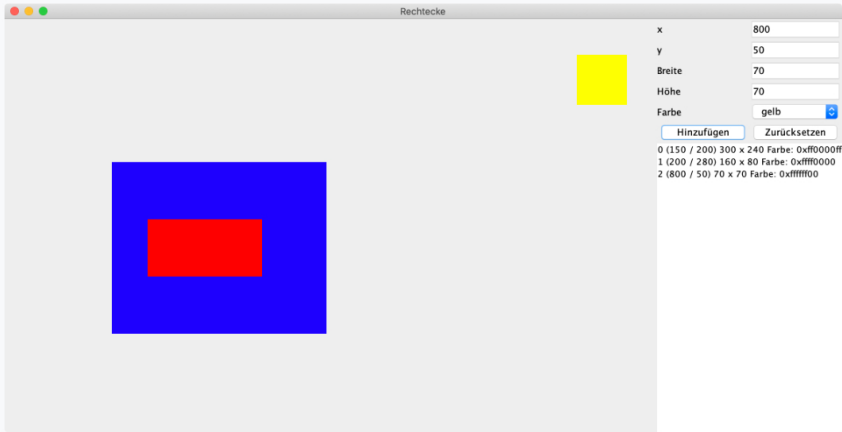 Rechtecke
x 800
y 50
Breite 70
Höhe 70
Farbe gelb
Hinzufügen Zurücksetzen
0 (150 / 200) 300 x 240 Farbe: 0xff0000ff
1 (200 / 280) 160 x 80 Farbe: 0xffff0000
2 (800 / 50) 70 x 70 Farbe: 0xffffff00